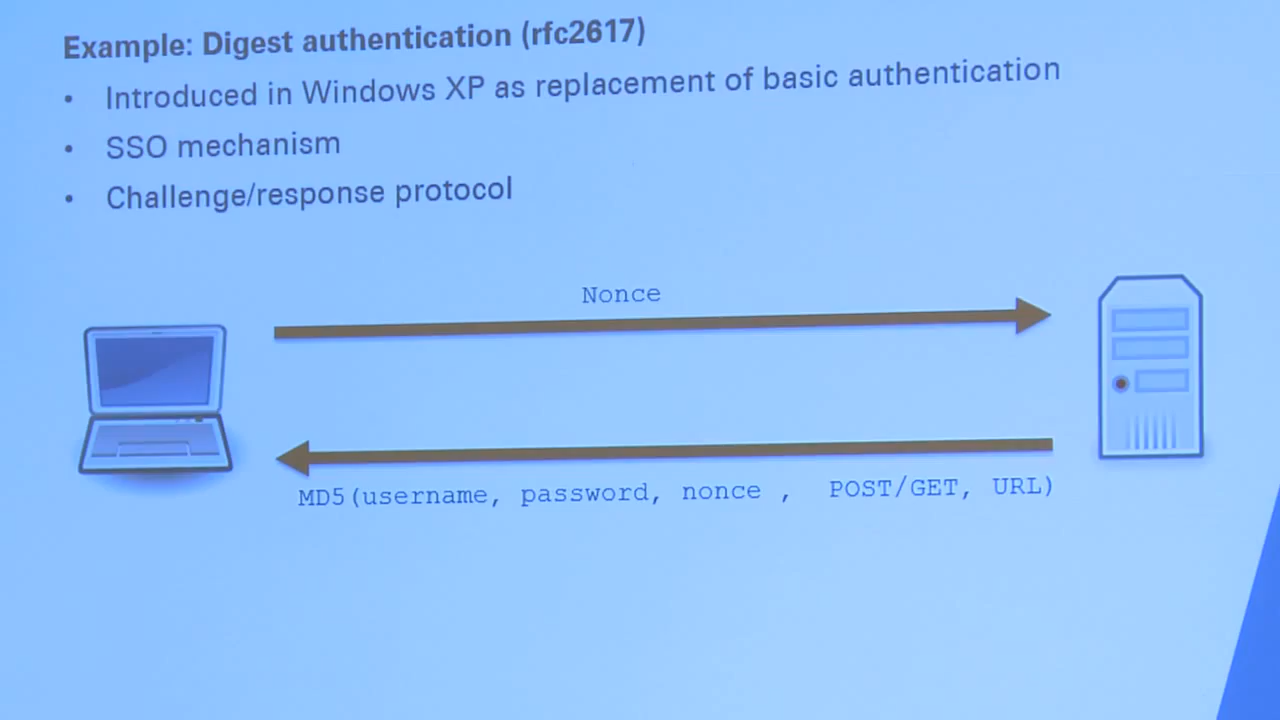 Example: Digest authentication (rfc2617)
• Introduced in Windows XP as replacement of basic authentication
• SSO mechanism
• Challenge/response protocol
Nonce
MD5(username, password, nonce , POST/GET, URL)